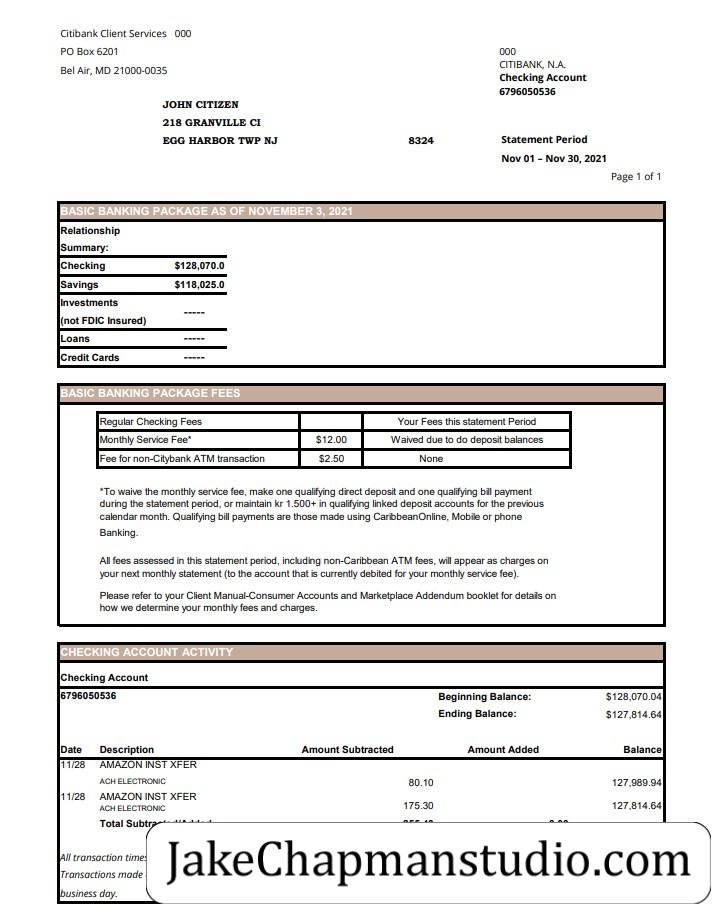 Citibank Client Services 000
PO Box 6201
Bel Air, MD 21000-0035
000
CITIBANK, N.A.
Checking Account
6796050536
JOHN CITIZEN
218 GRANVILLE CI
EGG HARBOR TWP NJ 8324
Statement Period
Nov 01 – Nov 30, 2021
Page 1 of 1
BASIC BANKING PACKAGE AS OF NOVEMBER 3, 2021
Relationship
Summary:
Checking $128,070.0
Savings $118,025.0
Investments
(not FDIC Insured) -----
Loans -----
Credit Cards -----
BASIC BANKING PACKAGE FEES
Regular Checking Fees Your Fees this statement Period
Monthly Service Fee* $12.00 Waived due to do deposit balances
Fee for non-Citybank ATM transaction $2.50 None
*To waive the monthly service fee, make one qualifying direct deposit and one qualifying bill payment
during the statement period, or maintain kr 1.500+ in qualifying linked deposit accounts for the previous
calendar month. Qualifying bill payments are those made using CaribbeanOnline, Mobile or phone
Banking.
All fees assessed in this statement period, including non-Caribbean ATM fees, will appear as charges on
your next monthly statement (to the account that is currently debited for your monthly service fee).
Please refer to your Client Manual-Consumer Accounts and Marketplace Addendum booklet for details on
how we determine your monthly fees and charges.
CHECKING ACCOUNT ACTIVITY
Checking Account
6796050536 Beginning Balance: $128,070.04
Ending Balance: $127,814.64
Date Description Amount Subtracted Amount Added Balance
11/28 AMAZON INST XFER
ACH ELECTRONIC 80.10 127,989.94
11/28 AMAZON INST XFER
ACH ELECTRONIC 175.30 127,814.64
Total
All transaction times
Transactions made
business day.
JakeChapmanstudio.com